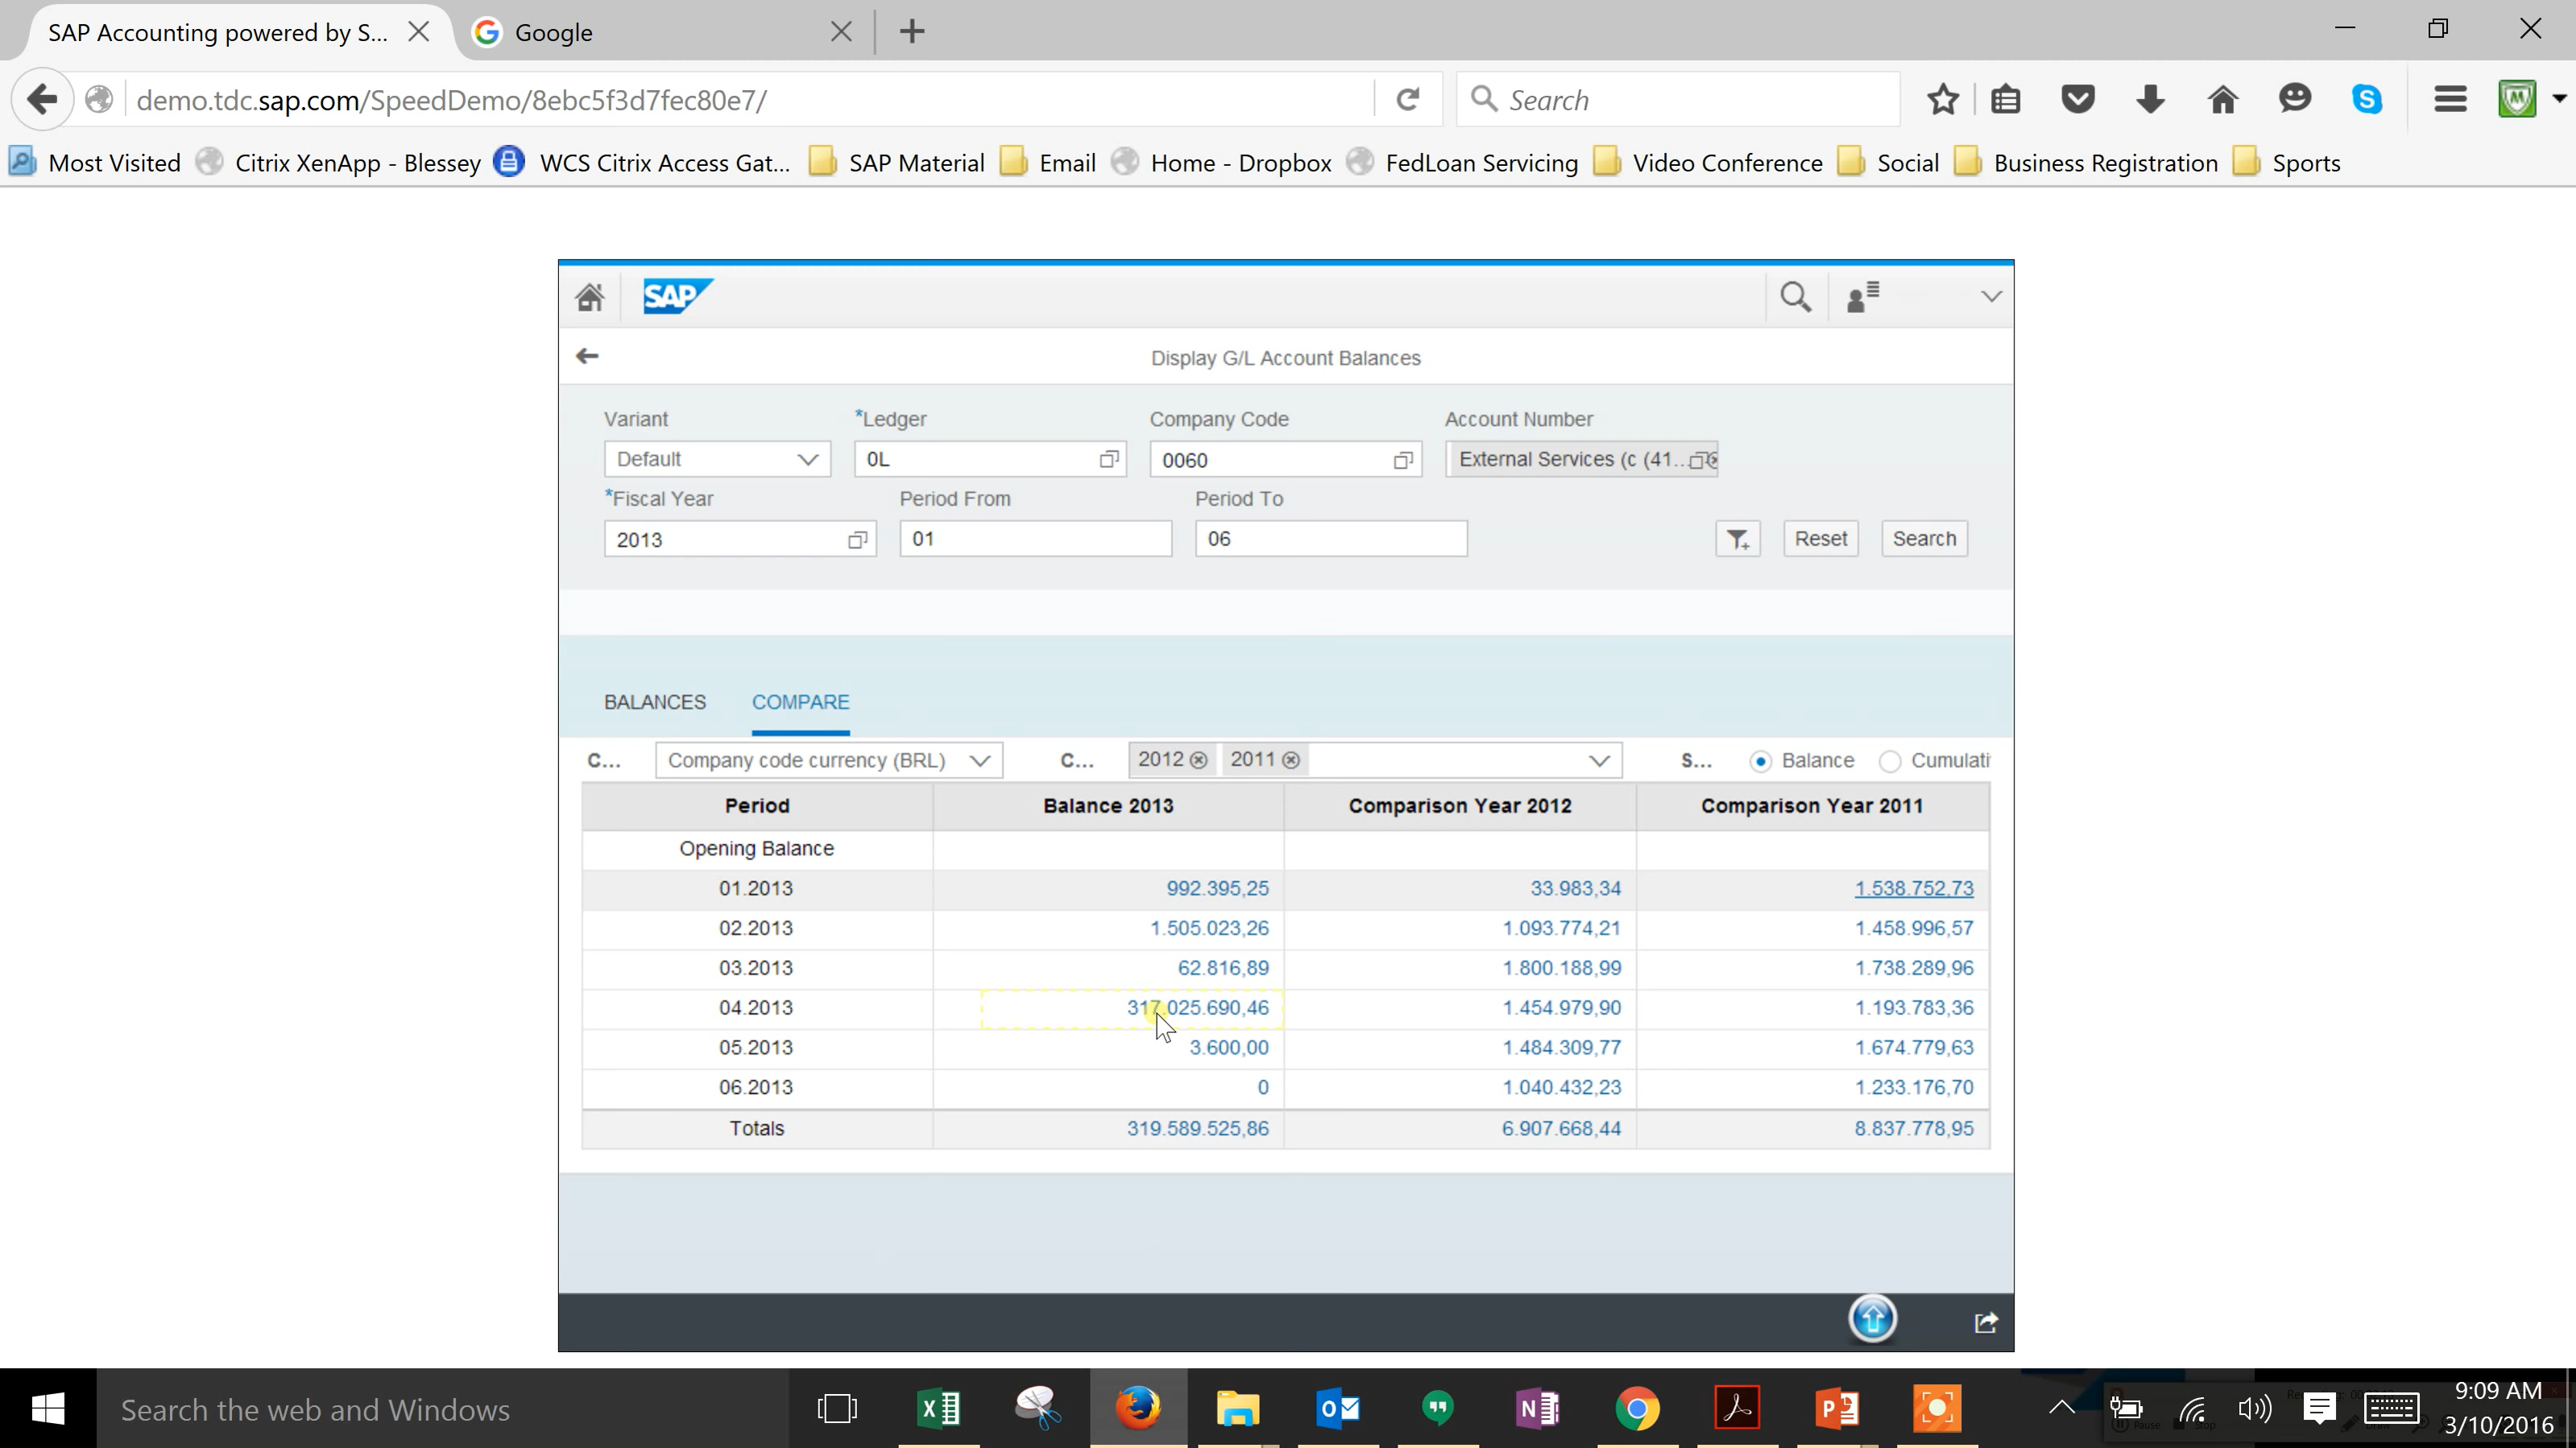 SAP Accounting powered by S...
Google
demo.tdc.sap.com/SpeedDemo/8ebc5f3d7fec80e7/
Search
Most Visited Citrix XenApp - Blessey WCS Citrix Access Gat... SAP Material Email Home - Dropbox FedLoan Servicing Video Conference Social Business Registration Sports
SAP
Display G/L Account Balances
Variant *Ledger Company Code Account Number
Default 0L 0060 External Services (c (41...
*Fiscal Year Period From Period To
2013 01 06 Reset Search
BALANCES COMPARE
C... Company code currency (BRL) C... 2012 2011 S... Balance Cumulati
Period Balance 2013 Comparison Year 2012 Comparison Year 2011
Opening Balance
01.2013 992.395,25 33.983,34 1.538.752,73
02.2013 1.505.023,26 1.093.774,21 1.458.996,57
03.2013 62.816,89 1.800.188,99 1.738.289,96
04.2013 317.025.690,46 1.454.979,90 1.193.783,36
05.2013 3.600,00 1.484.309,77 1.674.779,63
06.2013 0 1.040.432,23 1.233.176,70
Totals 319.589.525,86 6.907.668,44 8.837.778,95
Search the web and Windows
9:09 AM
3/10/2016